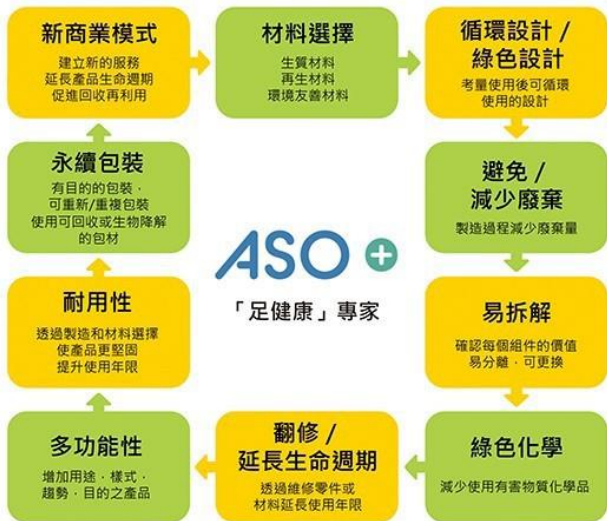 新商業模式
建立新的服務
延長產品生命週期
促進回收再利用
材料選擇
生質材料
再生材料
環境友善材料
循環設計 /
綠色設計
考量使用後可循環
使用的設計
避免 /
減少廢棄
製造過程減少廢棄量
易拆解
確認每個組件的價值
易分離．可更換
綠色化學
減少使用有害物質化學品
翻修 /
延長生命週期
透過維修零件或
材料延長使用年限
多功能性
增加用途．樣式．
趨勢．目的之產品
耐用性
透過製造和材料選擇
使產品更堅固
提升使用年限
永續包裝
有目的的包裝．
可重新/重複包裝
使用可回收或生物降解
的包材
ASO +
「足健康」專家